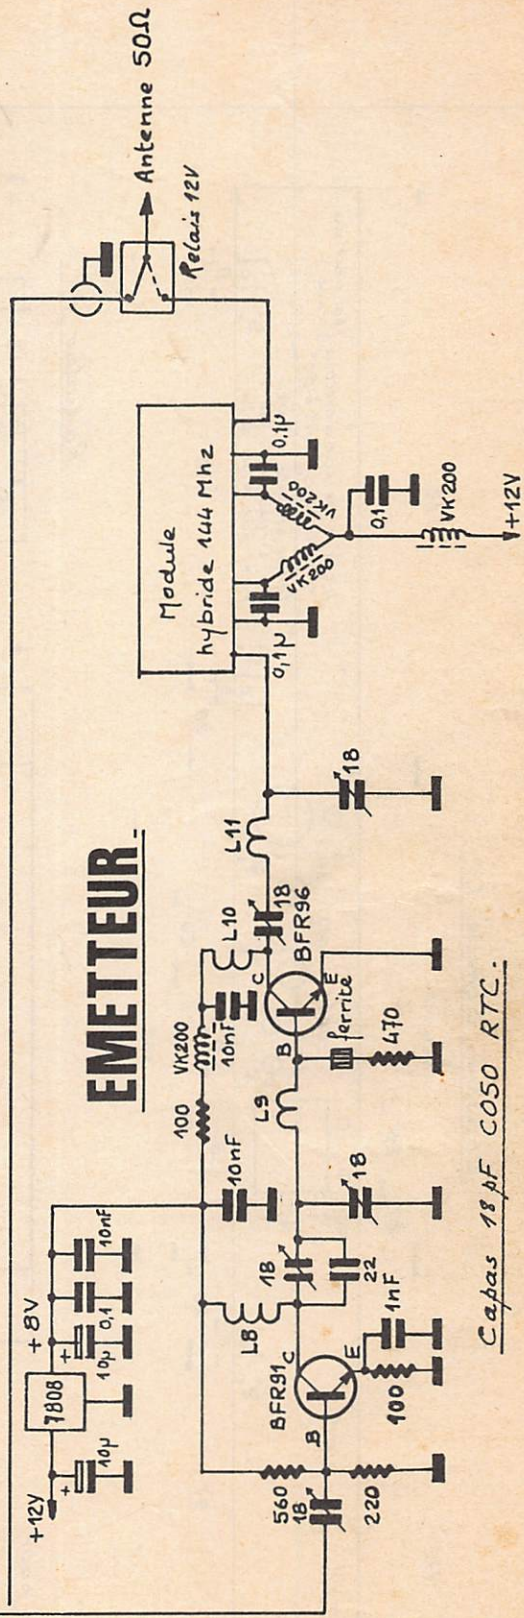 EMETTEUR.
+12V
10µ
+
7808
+8V
+
10µ
0,1
10nF
18
560
220
B
BFR91
C
E
100
1nF
L8
18
22
10nF
18
L9
100
VK200
10nF
L10
B
C
E
BFR96
ferrite
470
18
L11
18
Module
hybride 144 Mhz
0,1µ
0,1µ
VK200
VK200
0,1
VK200
+12V
Relais 12V
Antenne 50Ω
Capas 18 pF C050 RTC.